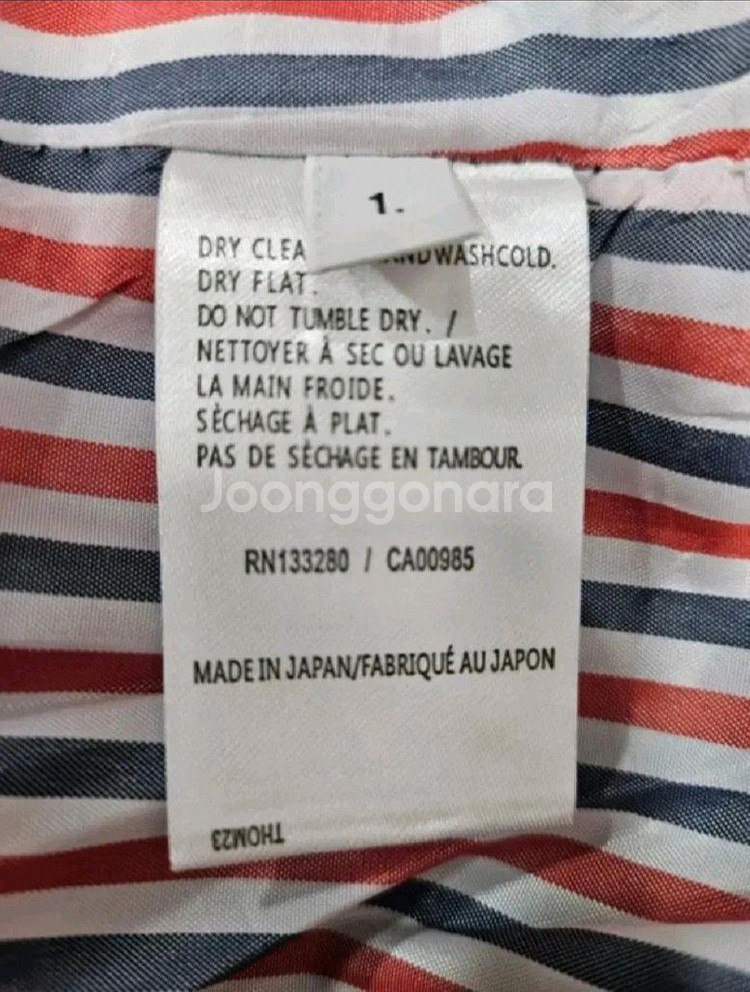 1.
DRY CLEA WASHCOLD.
DRY FLAT.
DO NOT TUMBLE DRY. /
NETTOYER À SEC OU LAVAGE
LA MAIN FROIDE.
SÈCHAGE À PLAT.
PAS DE SÈCHAGE EN TAMBOUR.
Joonggonara
RN133280 / CA00985
MADE IN JAPAN/FABRIQUÉ AU JAPON
THOM23